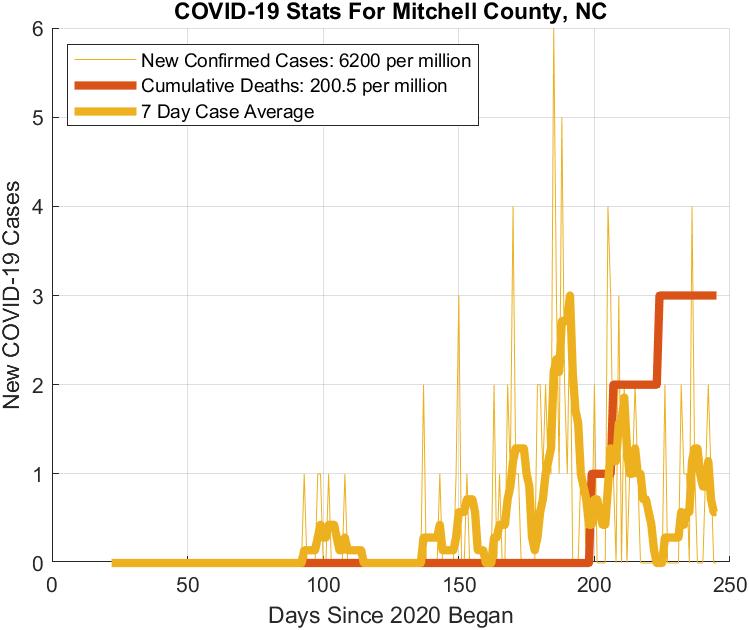 COVID-19 Stats For Mitchell County, NC
New Confirmed Cases: 6200 per million
Cumulative Deaths: 200.5 per million
7 Day Case Average
New COVID-19 Cases
6
5
4
3
2
1
0
0 50 100 150 200 250
Days Since 2020 Began